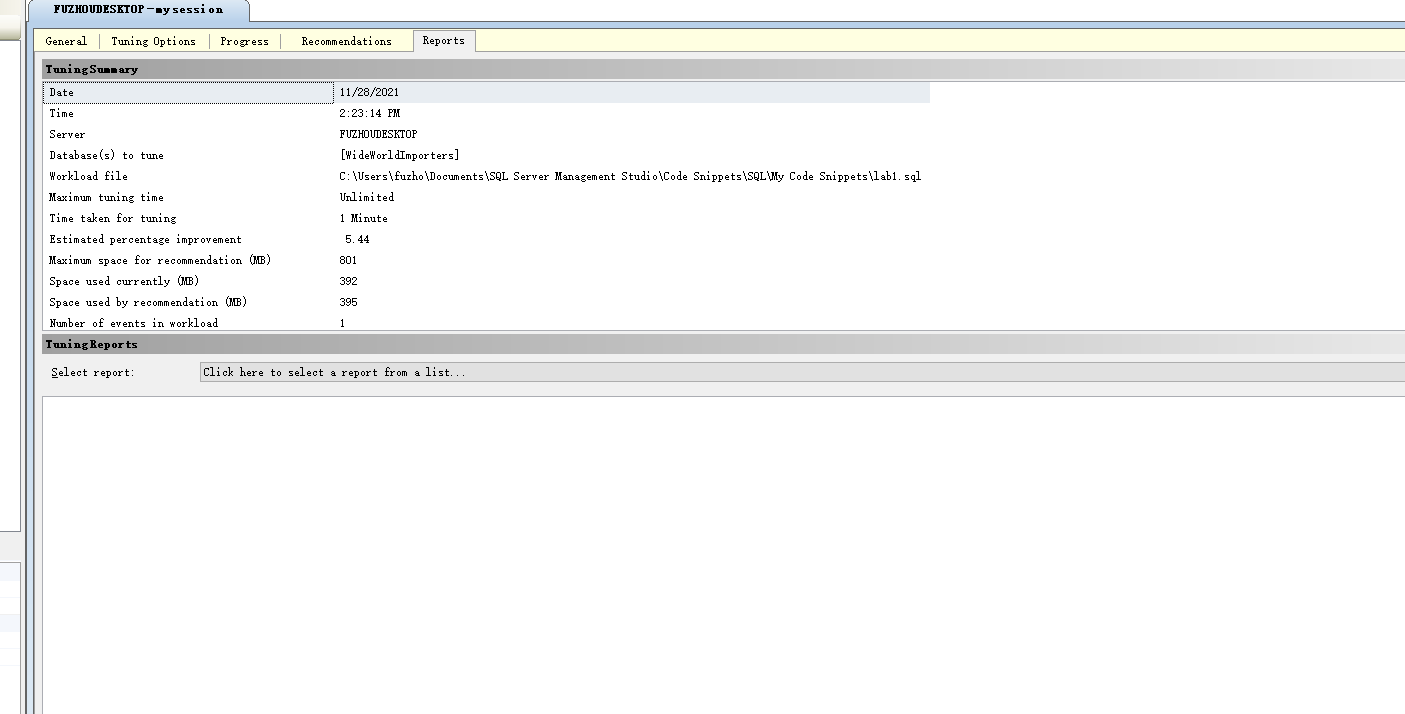 FUZHOUDESKTOP-mysession
General Tuning Options Progress Recommendations Reports
TuningSummary
Date 11/28/2021
Time 2:23:14 PM
Server FUZHOUDESKTOP
Database(s) to tune [WideWorldImporters]
Workload file C:\Users\fuzho\Documents\SQL Server Management Studio\Code Snippets\SQL\My Code Snippets\lab1.sql
Maximum tuning time Unlimited
Time taken for tuning 1 Minute
Estimated percentage improvement 5.44
Maximum space for recommendation (MB) 801
Space used currently (MB) 392
Space used by recommendation (MB) 395
Number of events in workload 1
TuningReports
Select report: Click here to select a report from a list...